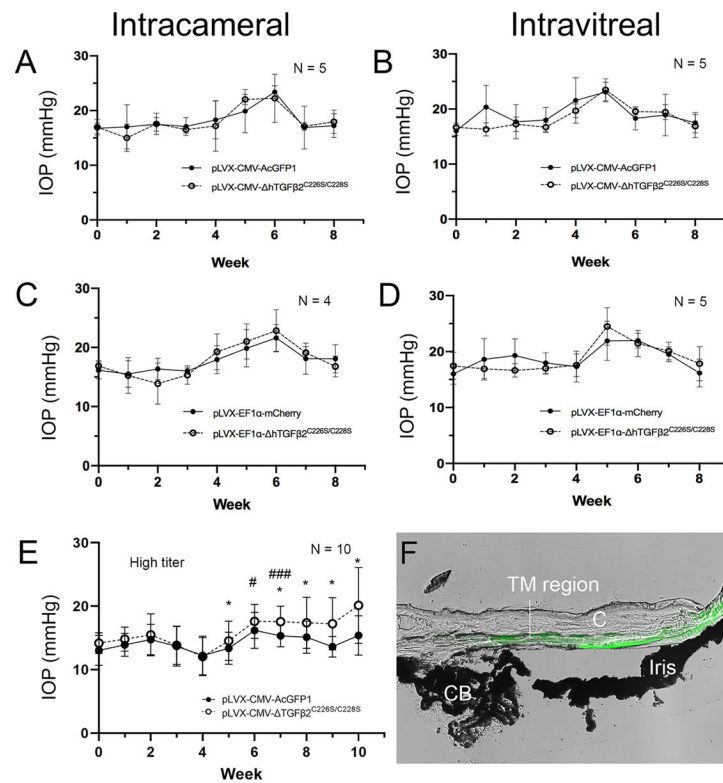 Intracameral
Intravitreal
A
N = 5
IOP (mmHg)
30
20
10
0
pLVX-CMV-AcGFP1
pLVX-CMV-ΔhTGFβ2C226S/C228S
0 2 4 6 8
Week
B
N = 5
IOP (mmHg)
30
20
10
0
pLVX-CMV-AcGFP1
pLVX-CMV-ΔhTGFβ2C226S/C228S
0 2 4 6 8
Week
C
N = 4
IOP (mmHg)
30
20
10
0
pLVX-EF1α-mCherry
pLVX-EF1α-ΔhTGFβ2C226S/C228S
0 2 4 6 8
Week
D
N = 5
IOP (mmHg)
30
20
10
0
pLVX-EF1α-mCherry
pLVX-EF1α-ΔhTGFβ2C226S/C228S
0 2 4 6 8
Week
E
High titer
N = 10
IOP (mmHg)
30
20
10
0
* # ### * * * *
pLVX-CMV-AcGFP1
pLVX-CMV-ΔTGFβ2C226S/C228S
0 2 4 6 8 10
Week
F
TM region
C
Iris
CB